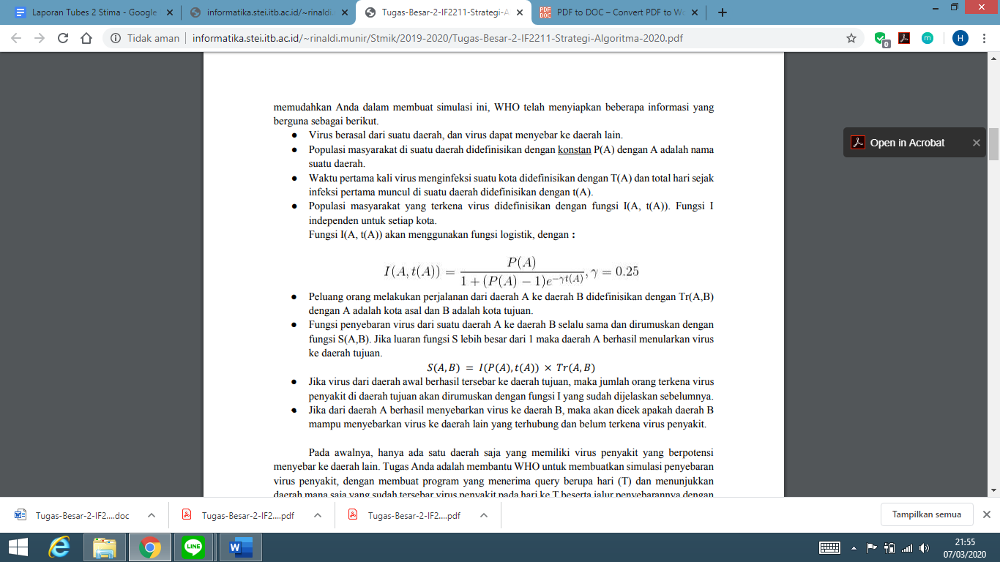 Laporan Tubes 2 Stima - Google
informatika.stei.itb.ac.id/~rinaldi.
Tugas-Besar-2-IF2211-Strategi-A
PDF to DOC – Convert PDF to Wo
Tidak aman
informatika.stei.itb.ac.id/~rinaldi.munir/Stmik/2019-2020/Tugas-Besar-2-IF2211-Strategi-Algoritma-2020.pdf
0
m
H
memudahkan Anda dalam membuat simulasi ini, WHO telah menyiapkan beberapa informasi yang
berguna sebagai berikut.
● Virus berasal dari suatu daerah, dan virus dapat menyebar ke daerah lain.
● Populasi masyarakat di suatu daerah didefinisikan dengan konstan P(A) dengan A adalah nama
suatu daerah.
● Waktu pertama kali virus menginfeksi suatu kota didefinisikan dengan T(A) dan total hari sejak
infeksi pertama muncul di suatu daerah didefinisikan dengan t(A).
● Populasi masyarakat yang terkena virus didefinisikan dengan fungsi I(A, t(A)). Fungsi I
independen untuk setiap kota.
Fungsi I(A, t(A)) akan menggunakan fungsi logistik, dengan :
I(A, t(A)) = P(A) / (1 + (P(A) − 1)e^{−γt(A)}), γ = 0.25
● Peluang orang melakukan perjalanan dari daerah A ke daerah B didefinisikan dengan Tr(A,B)
dengan A adalah kota asal dan B adalah kota tujuan.
● Fungsi penyebaran virus dari suatu daerah A ke daerah B selalu sama dan dirumuskan dengan
fungsi S(A,B). Jika luaran fungsi S lebih besar dari 1 maka daerah A berhasil menularkan virus
ke daerah tujuan.
S(A, B) = I(P(A), t(A)) × Tr(A, B)
● Jika virus dari daerah awal berhasil tersebar ke daerah tujuan, maka jumlah orang terkena virus
penyakit di daerah tujuan akan dirumuskan dengan fungsi I yang sudah dijelaskan sebelumnya.
● Jika dari daerah A berhasil menyebarkan virus ke daerah B, maka akan dicek apakah daerah B
mampu menyebarkan virus ke daerah lain yang terhubung dan belum terkena virus penyakit.
Pada awalnya, hanya ada satu daerah saja yang memiliki virus penyakit yang berpotensi
menyebar ke daerah lain. Tugas Anda adalah membantu WHO untuk membuatkan simulasi penyebaran
virus penyakit, dengan membuat program yang menerima query berupa hari (T) dan menunjukkan
daerah mana saja yang sudah tersebar virus penyakit pada hari ke T beserta jalur penyebarannya dengan
Open in Acrobat
Tugas-Besar-2-IF2....doc
Tugas-Besar-2-IF2....pdf
Tugas-Besar-2-IF2....pdf
Tampilkan semua
LINE
21:55
07/03/2020